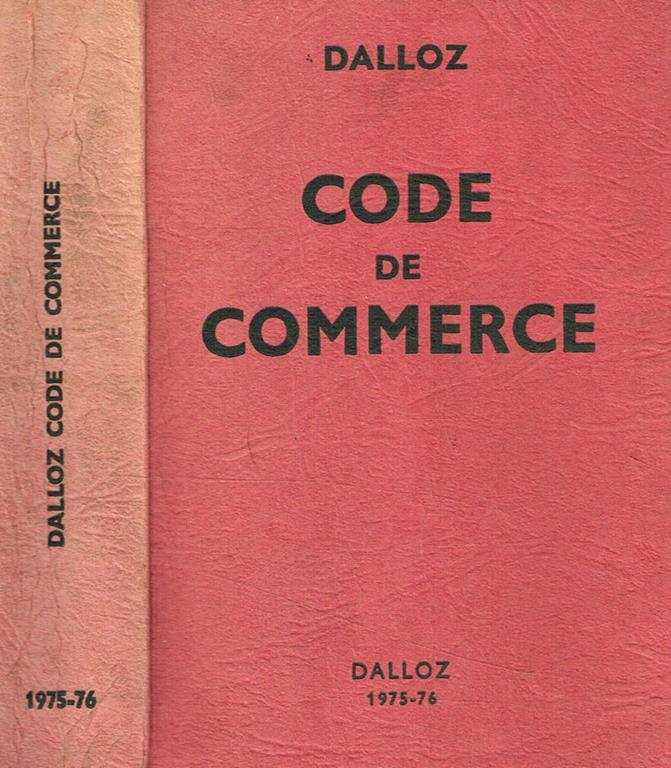 DALLOZ CODE DE COMMERCE
1975-76
DALLOZ
CODE
DE
COMMERCE
DALLOZ
1975-76